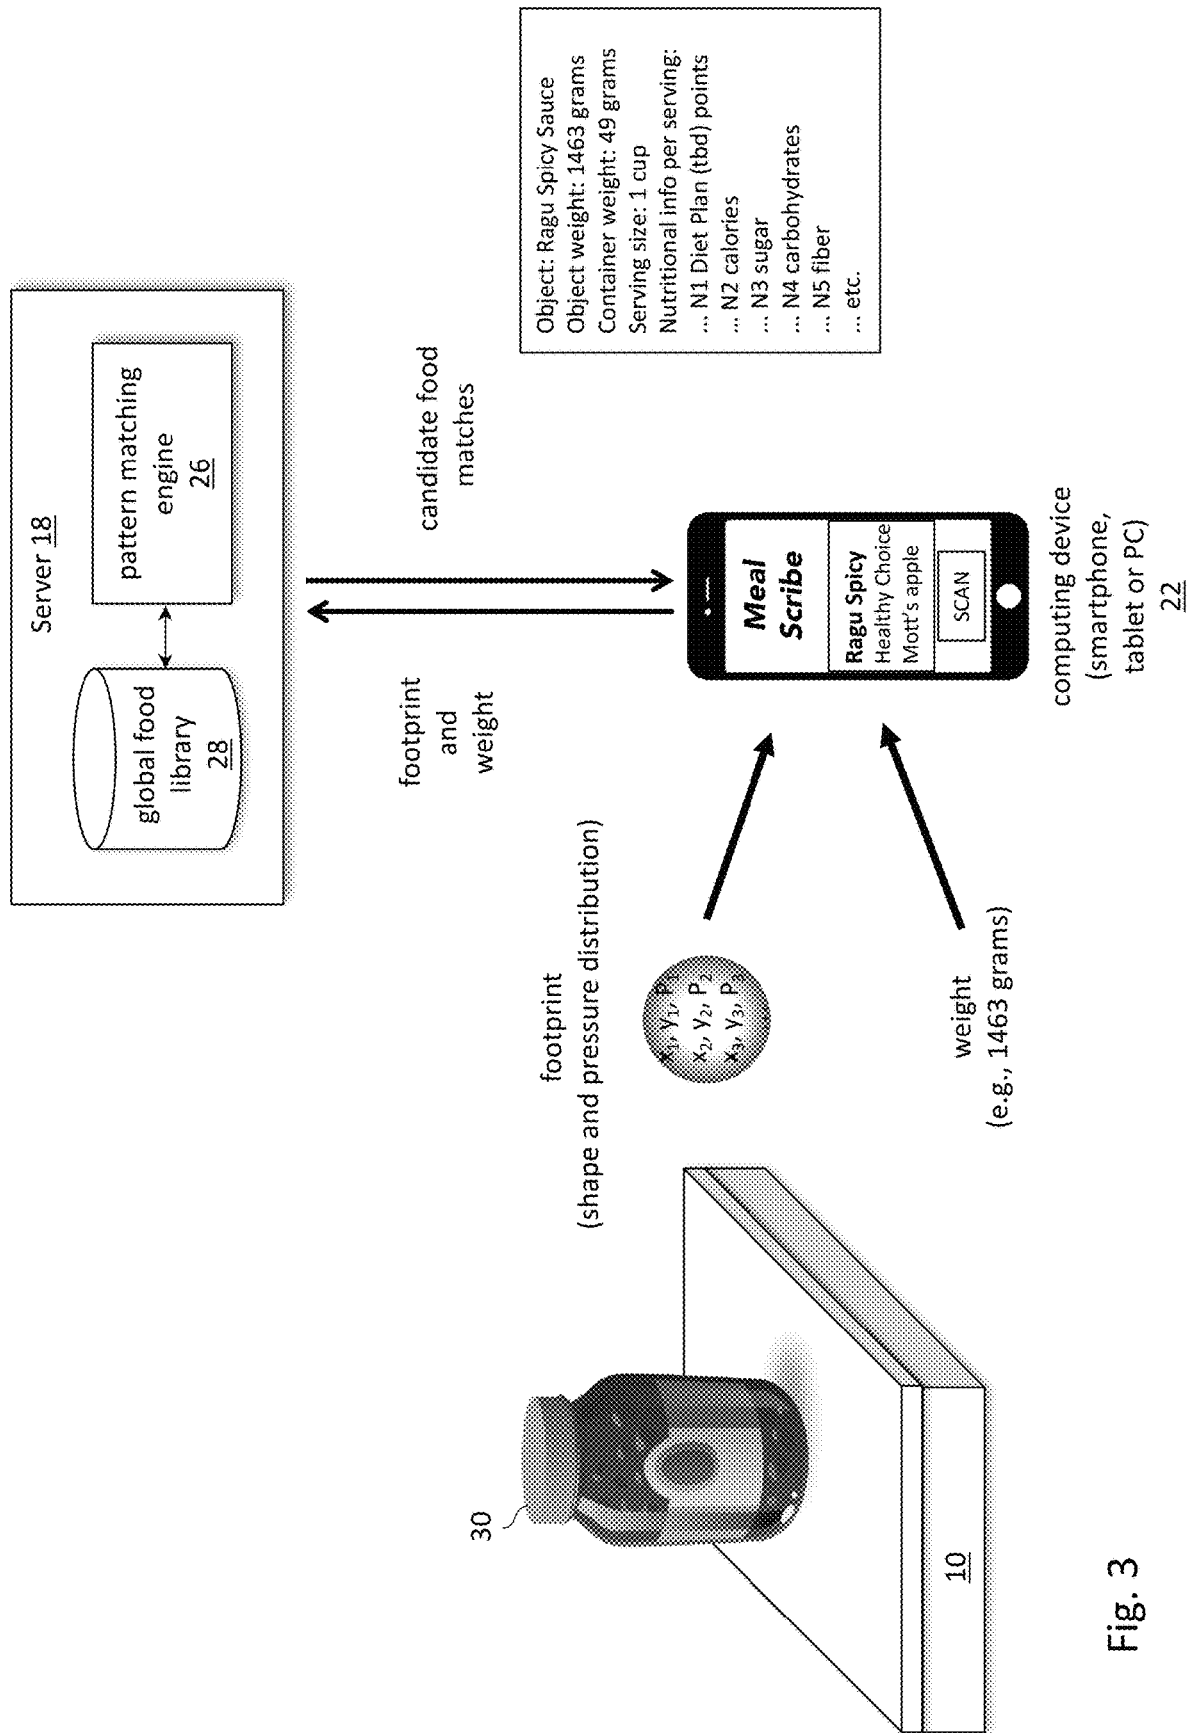 Server 18
global food
library
28
pattern matching
engine
26
footprint
and
weight
candidate food
matches
30
10
footprint
(shape and pressure distribution)
x₁, y₁, P₁
x₂, y₂, P₂
x₃, y₃, P₃
weight
(e.g., 1463 grams)
Meal
Scribe
Ragu Spicy
Healthy Choice
Mott's apple
SCAN
computing device
(smartphone,
tablet or PC)
22
Object: Ragu Spicy Sauce
Object weight: 1463 grams
Container weight: 49 grams
Serving size: 1 cup
Nutritional info per serving:
... N1 Diet Plan (tbd) points
... N2 calories
... N3 sugar
... N4 carbohydrates
... N5 fiber
... etc.
Fig. 3